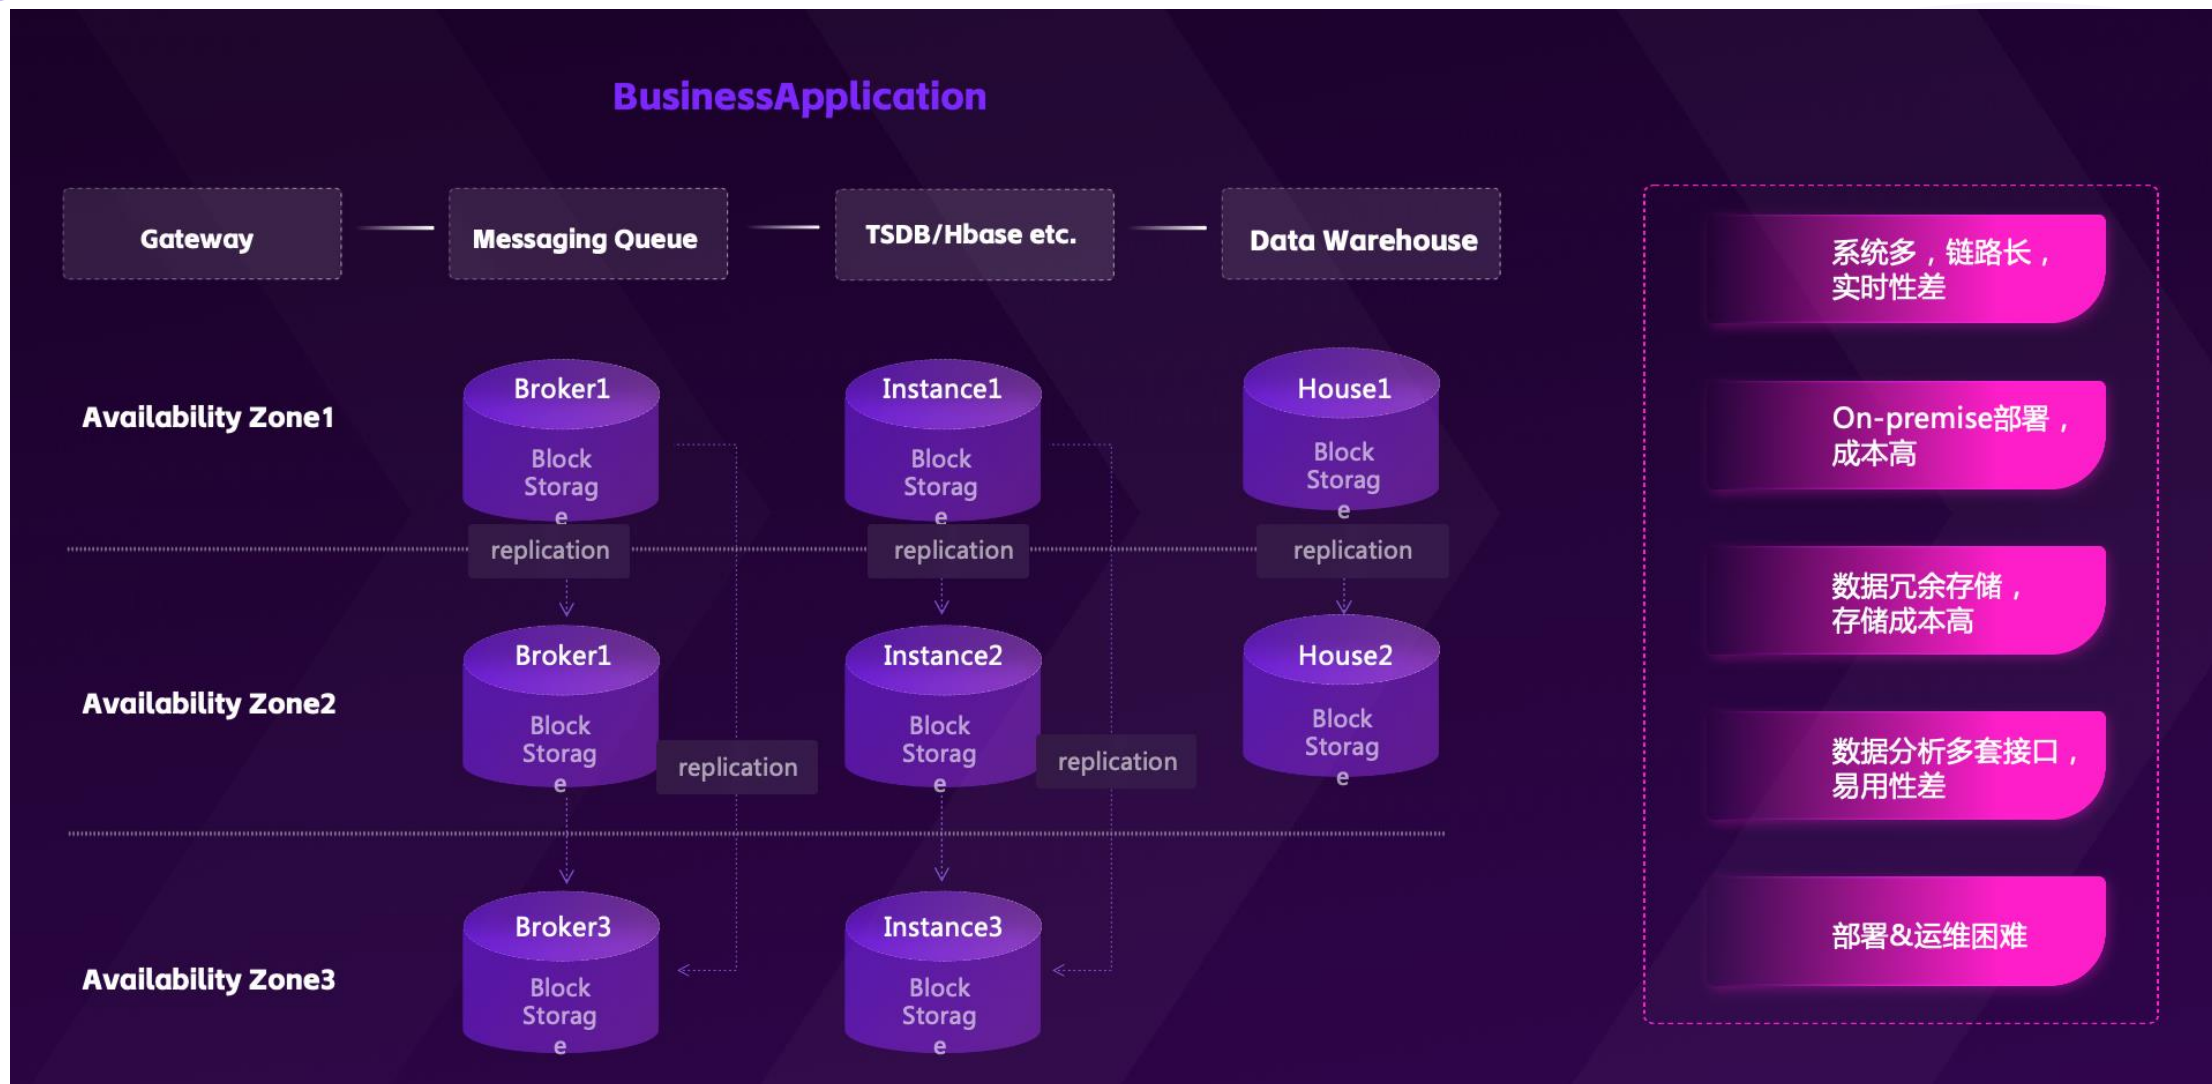 BusinessApplication
Gateway
Messaging Queue
TSDB/Hbase etc.
Data Warehouse
Availability Zone1
Broker1
Block
Storag
e
Instance1
Block
Storag
e
House1
Block
Storag
e
replication
replication
replication
Availability Zone2
Broker1
Block
Storag
e
replication
Instance2
Block
Storag
e
replication
House2
Block
Storag
e
Availability Zone3
Broker3
Block
Storag
e
Instance3
Block
Storag
e
系统多，链路长，
实时性差
On-premise部署，
成本高
数据冗余存储，
存储成本高
数据分析多套接口，
易用性差
部署&运维困难